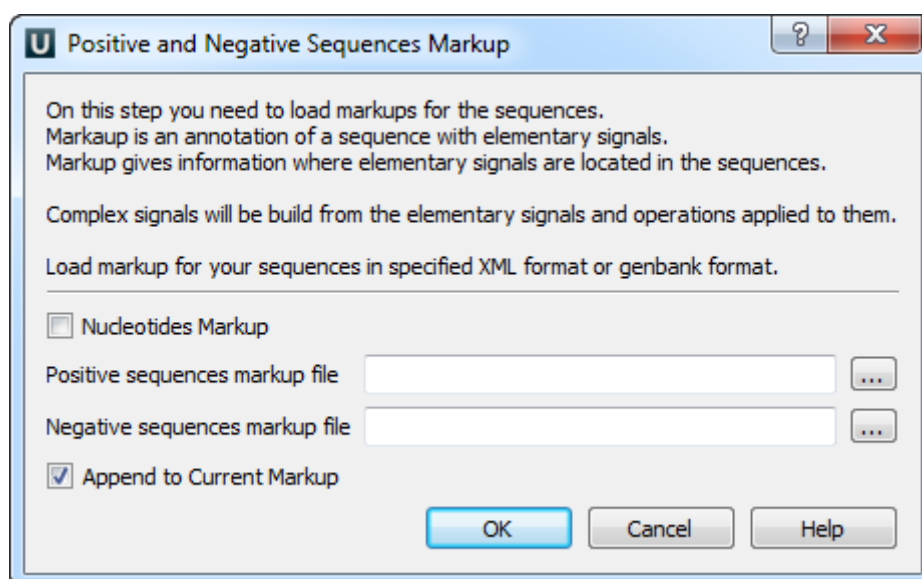 U Positive and Negative Sequences Markup
On this step you need to load markups for the sequences.
Markaup is an annotation of a sequence with elementary signals.
Markup gives information where elementary signals are located in the sequences.
Complex signals will be build from the elementary signals and operations applied to them.
Load markup for your sequences in specified XML format or genbank format.
Nucleotides Markup
Positive sequences markup file ...
Negative sequences markup file ...
Append to Current Markup
OK Cancel Help